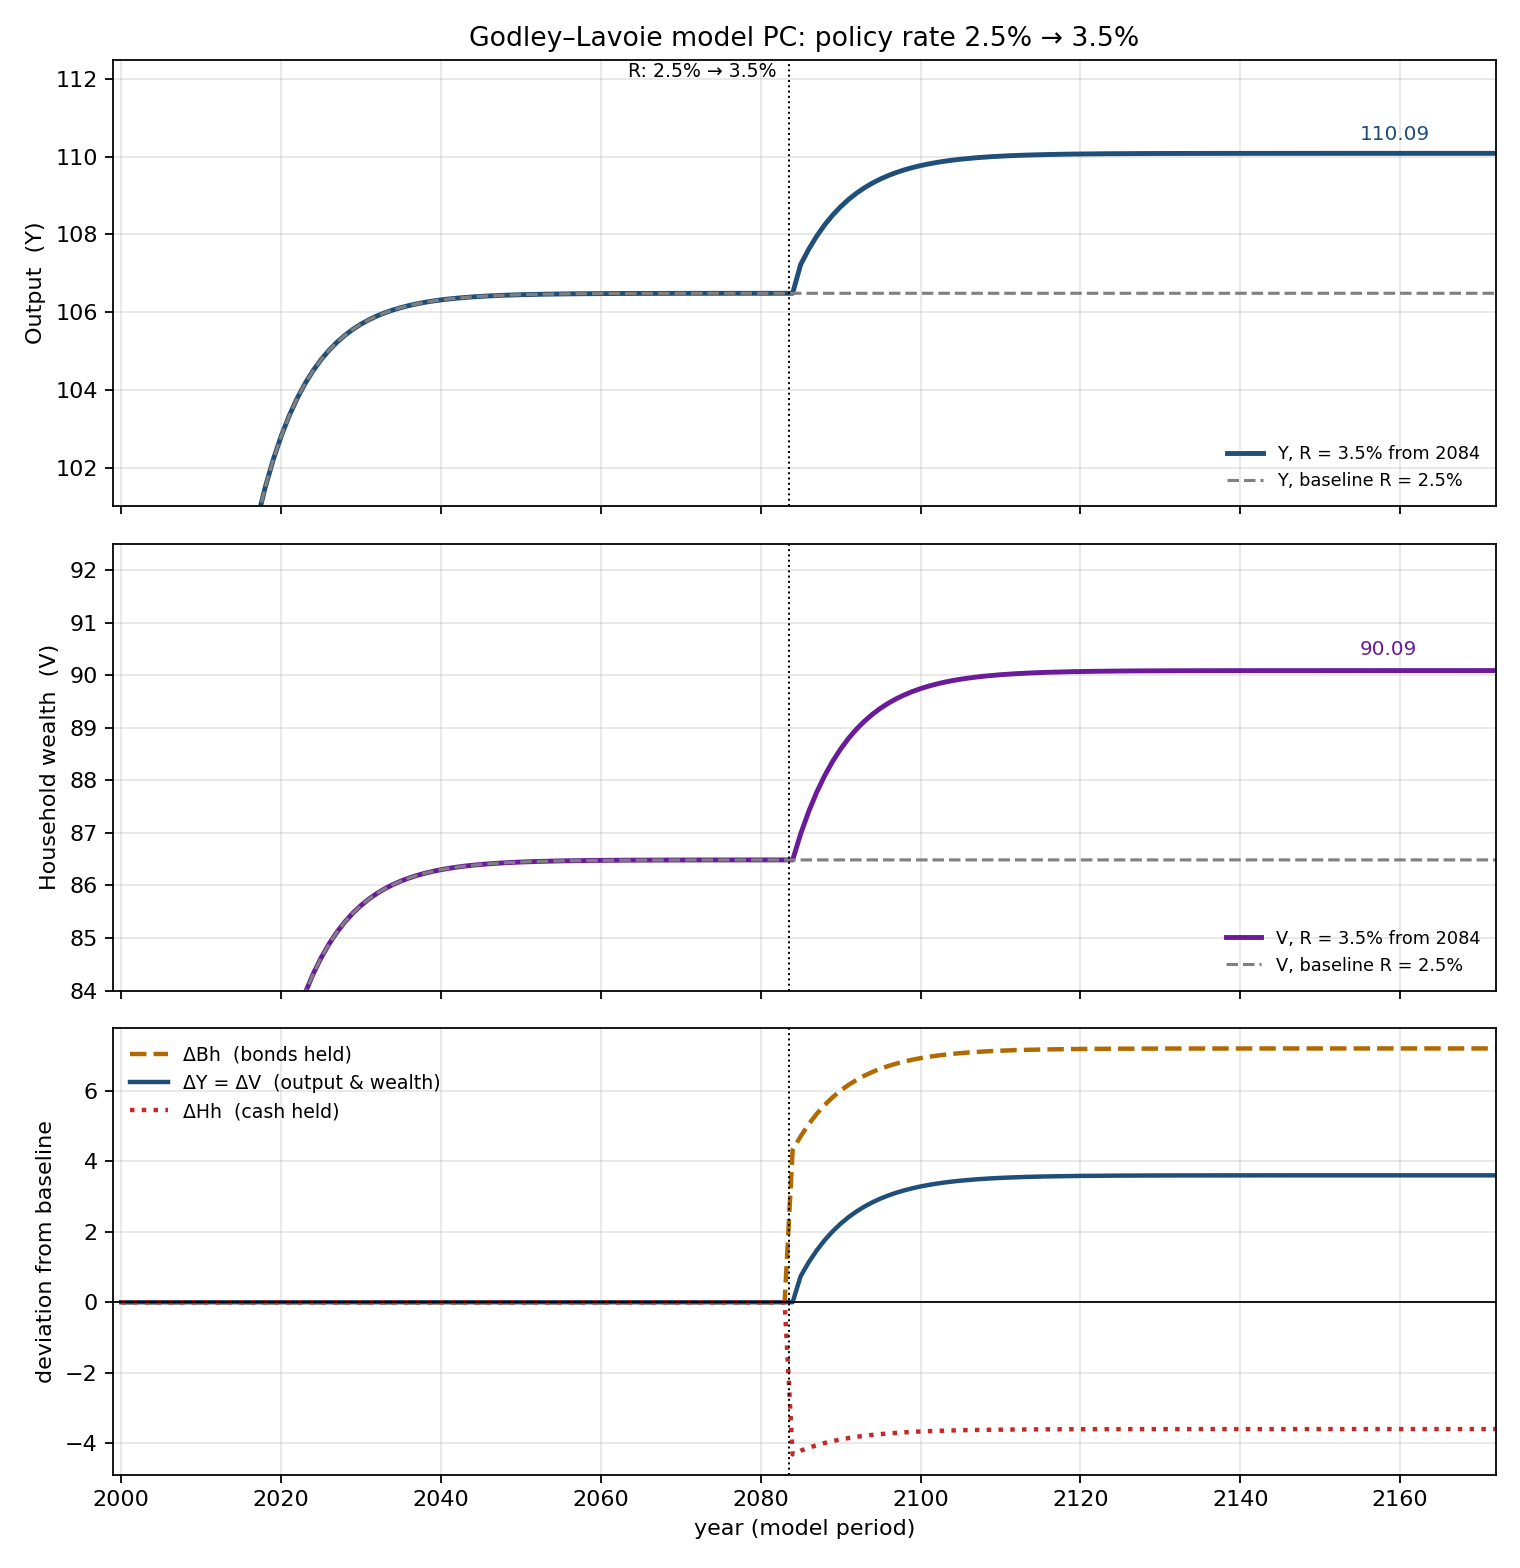 Godley–Lavoie model PC: policy rate 2.5% → 3.5%
R: 2.5% → 3.5%
Output (Y)
112
110
108
106
104
102
110.09
Y, R = 3.5% from 2084
Y, baseline R = 2.5%
Household wealth (V)
92
91
90
89
88
87
86
85
84
90.09
V, R = 3.5% from 2084
V, baseline R = 2.5%
deviation from baseline
6
4
2
0
−2
−4
ΔBh (bonds held)
ΔY = ΔV (output & wealth)
ΔHh (cash held)
2000 2020 2040 2060 2080 2100 2120 2140 2160
year (model period)